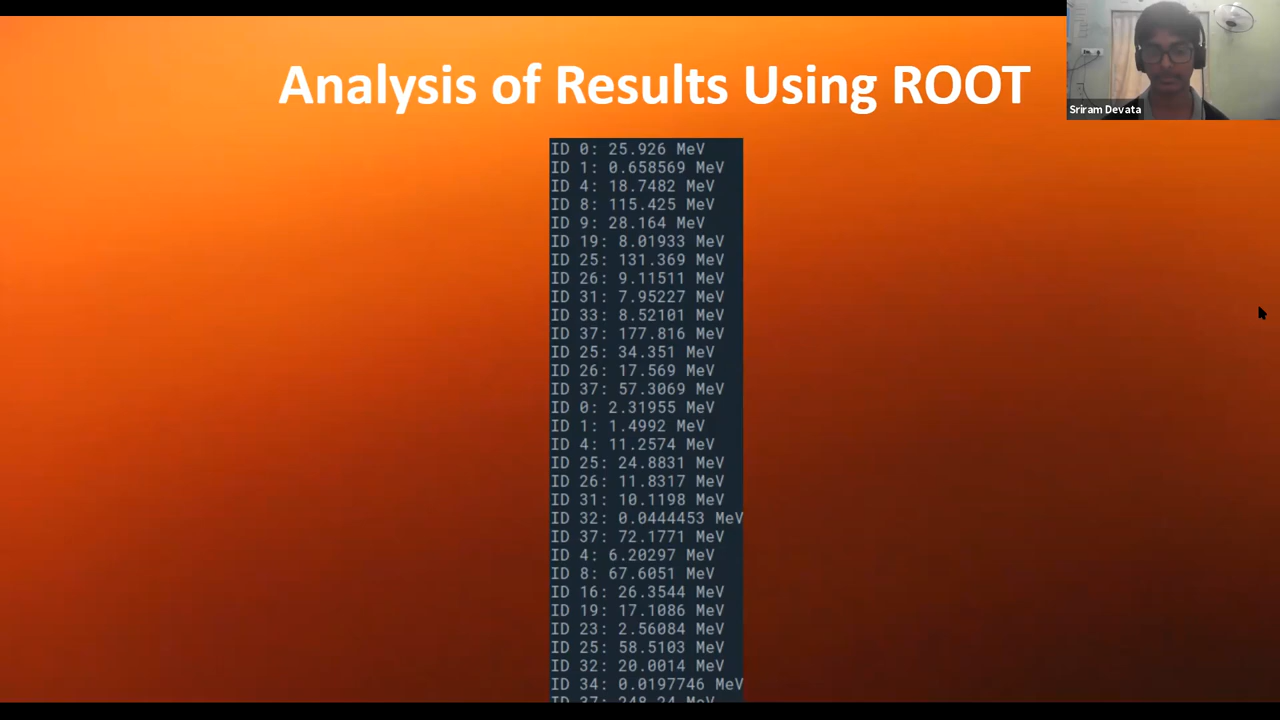 Analysis of Results Using ROOT
Sriram Devata
ID 0: 25.926 MeV
ID 1: 0.658569 MeV
ID 4: 18.7482 MeV
ID 8: 115.425 MeV
ID 9: 28.164 MeV
ID 19: 8.01933 MeV
ID 25: 131.369 MeV
ID 26: 9.11511 MeV
ID 31: 7.95227 MeV
ID 33: 8.52101 MeV
ID 37: 177.816 MeV
ID 25: 34.351 MeV
ID 26: 17.569 MeV
ID 37: 57.3069 MeV
ID 0: 2.31955 MeV
ID 1: 1.4992 MeV
ID 4: 11.2574 MeV
ID 25: 24.8831 MeV
ID 26: 11.8317 MeV
ID 31: 10.1198 MeV
ID 32: 0.0444453 MeV
ID 37: 72.1771 MeV
ID 4: 6.20297 MeV
ID 8: 67.6051 MeV
ID 16: 26.3544 MeV
ID 19: 17.1086 MeV
ID 23: 2.56084 MeV
ID 25: 58.5103 MeV
ID 32: 20.0014 MeV
ID 34: 0.0197746 MeV
ID 37: 248.24 MeV